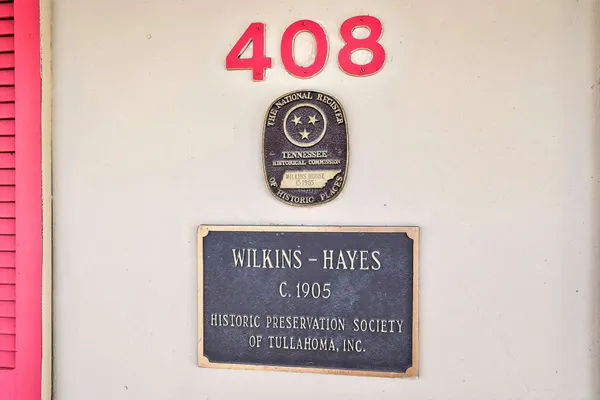 408
THE NATIONAL REGISTER
TENNESSEE
HISTORICAL COMMISSION
WILKINS HOUSE
C-1905
OF HISTORIC PLACES
WILKINS – HAYES
C. 1905
HISTORIC PRESERVATION SOCIETY
OF TULLAHOMA, INC.